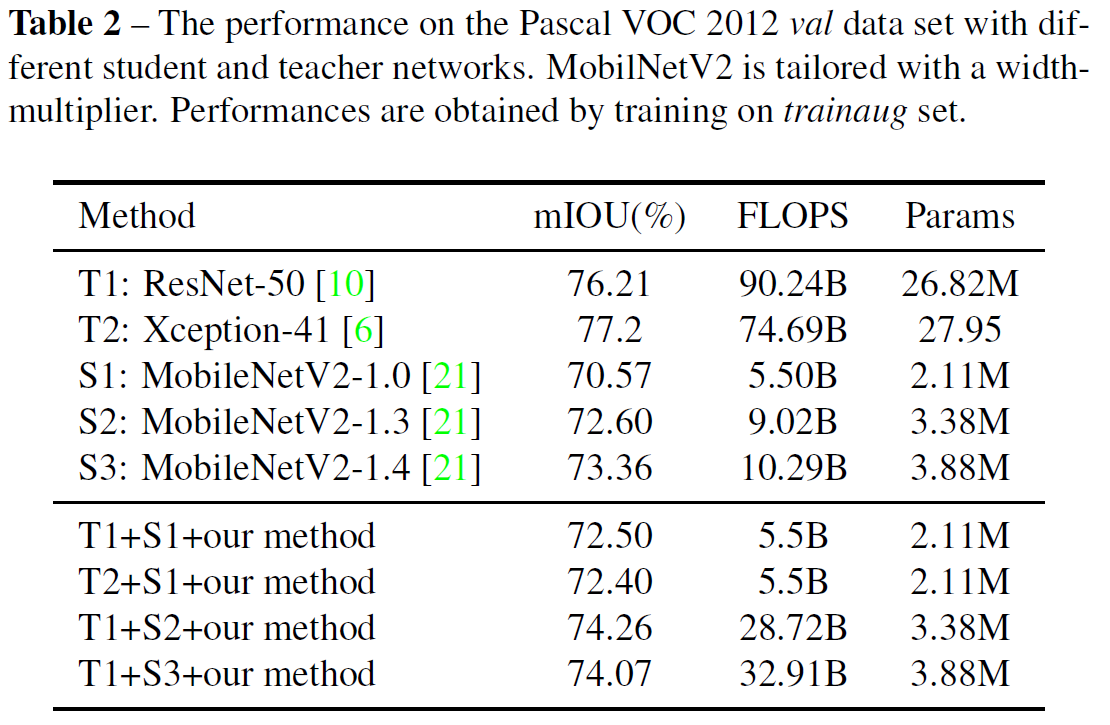 Table 2 – The performance on the Pascal VOC 2012 val data set with dif-
ferent student and teacher networks. MobilNetV2 is tailored with a width-
multiplier. Performances are obtained by training on trainaug set.
Method mIOU(%) FLOPS Params
T1: ResNet-50 [10] 76.21 90.24B 26.82M
T2: Xception-41 [6] 77.2 74.69B 27.95
S1: MobileNetV2-1.0 [21] 70.57 5.50B 2.11M
S2: MobileNetV2-1.3 [21] 72.60 9.02B 3.38M
S3: MobileNetV2-1.4 [21] 73.36 10.29B 3.88M
T1+S1+our method 72.50 5.5B 2.11M
T2+S1+our method 72.40 5.5B 2.11M
T1+S2+our method 74.26 28.72B 3.38M
T1+S3+our method 74.07 32.91B 3.88M